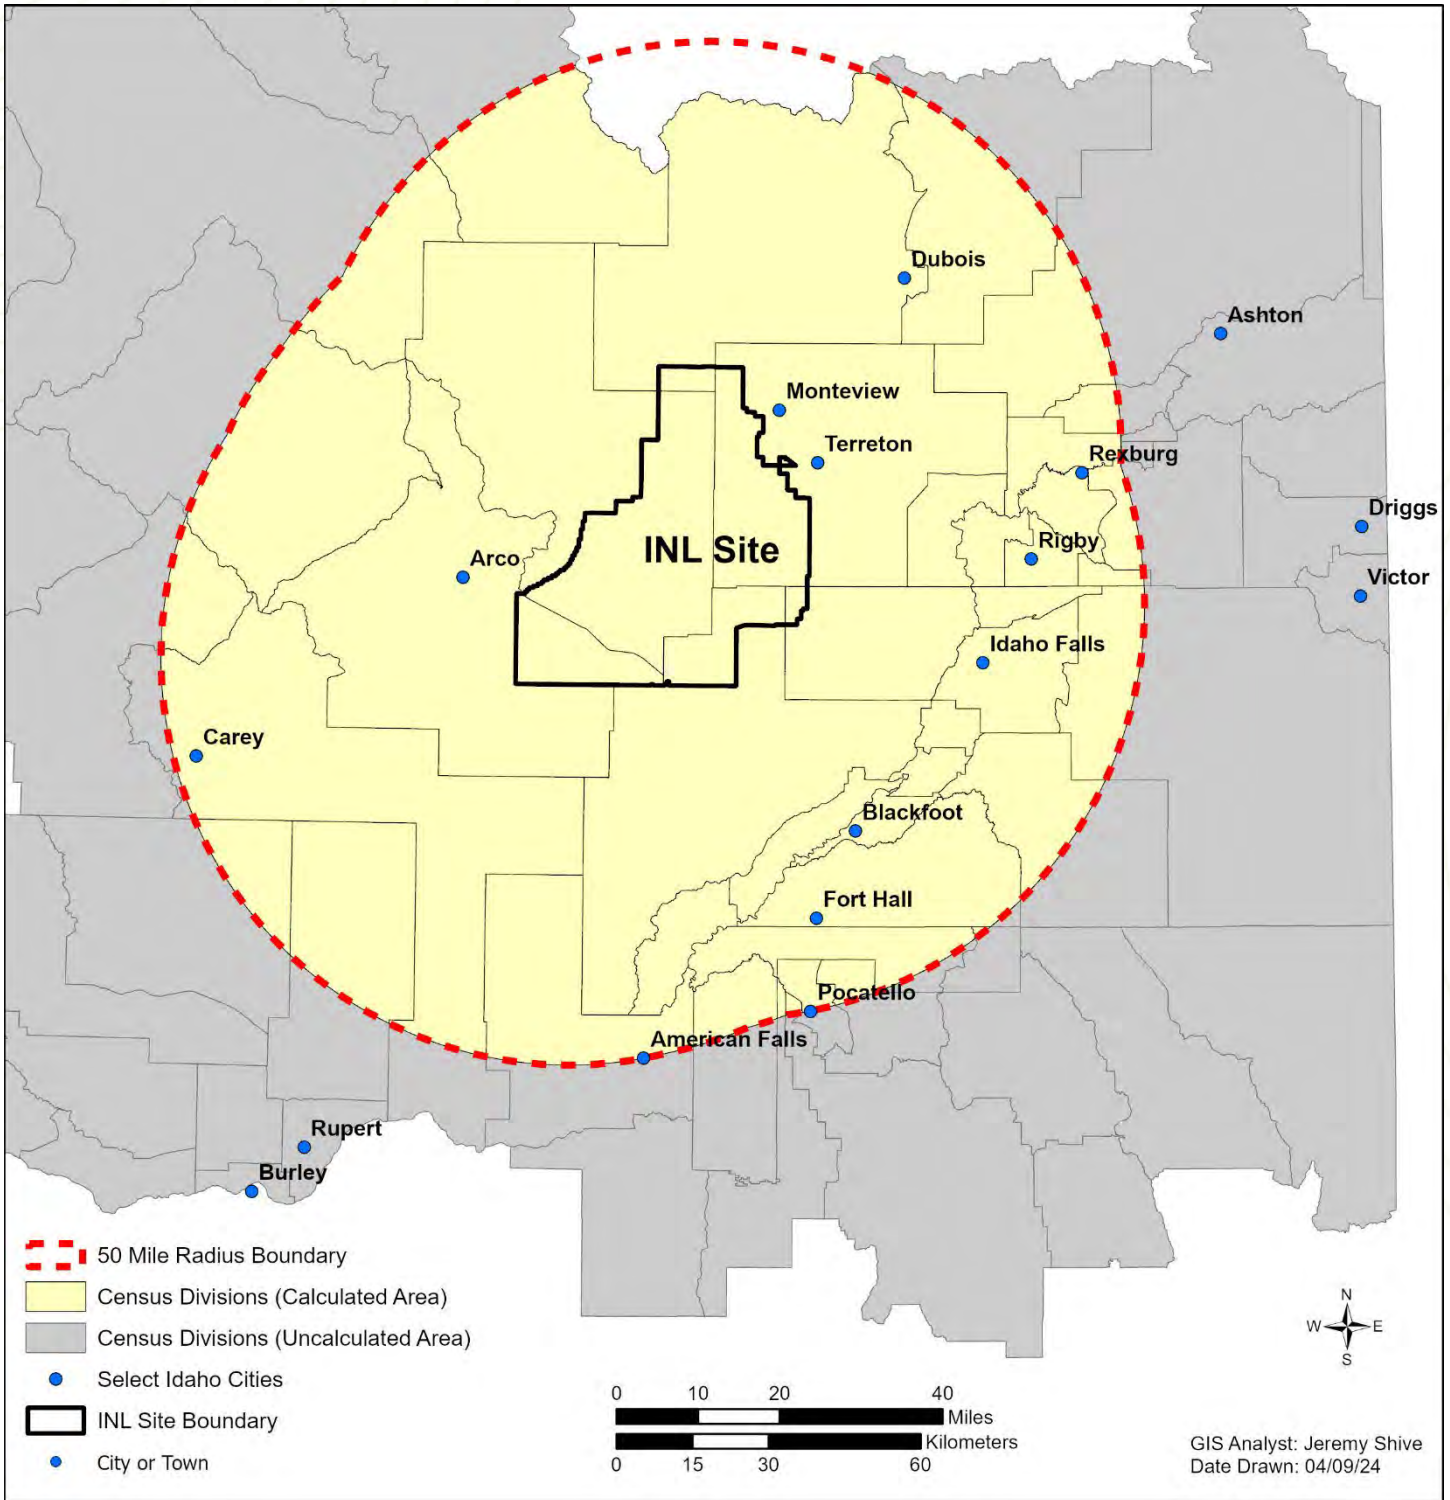 Dubois
Ashton
Monteview
Terreton
Rexburg
Driggs
INL Site
Rigby
Arco
Victor
Idaho Falls
Carey
Blackfoot
Fort Hall
Pocatello
American Falls
Rupert
Burley
50 Mile Radius Boundary
Census Divisions (Calculated Area)
Census Divisions (Uncalculated Area)
Select Idaho Cities
INL Site Boundary
City or Town
N
W E
S
0 10 20 40
Miles
Kilometers
0 15 30 60
GIS Analyst: Jeremy Shive
Date Drawn: 04/09/24